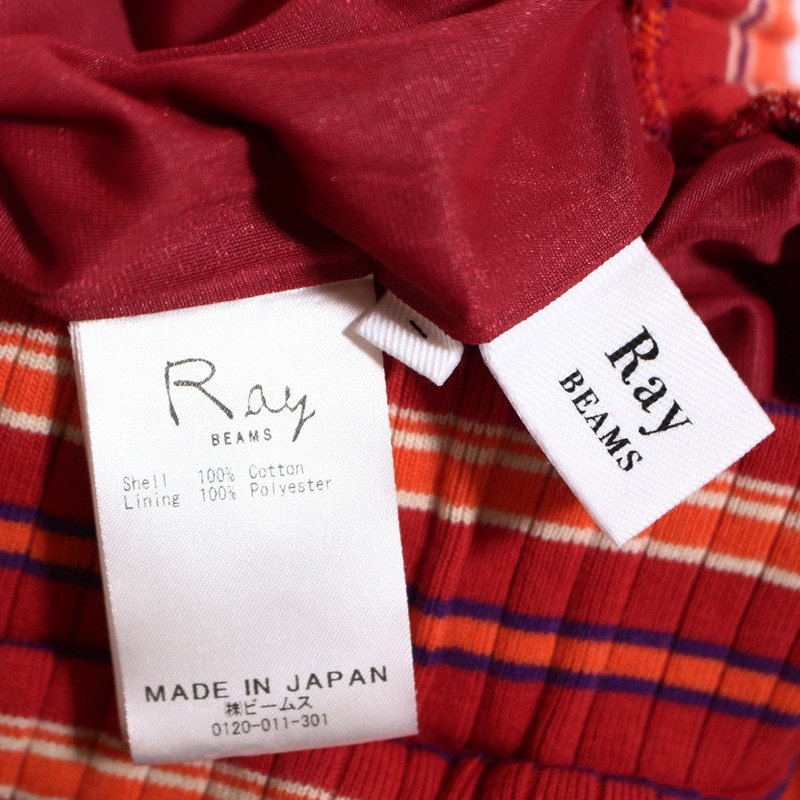 Ray
BEAMS
Shell 100% Cotton
Lining 100% Polyester
MADE IN JAPAN
㈱ビームス
0120-011-301
Ray
BEAMS